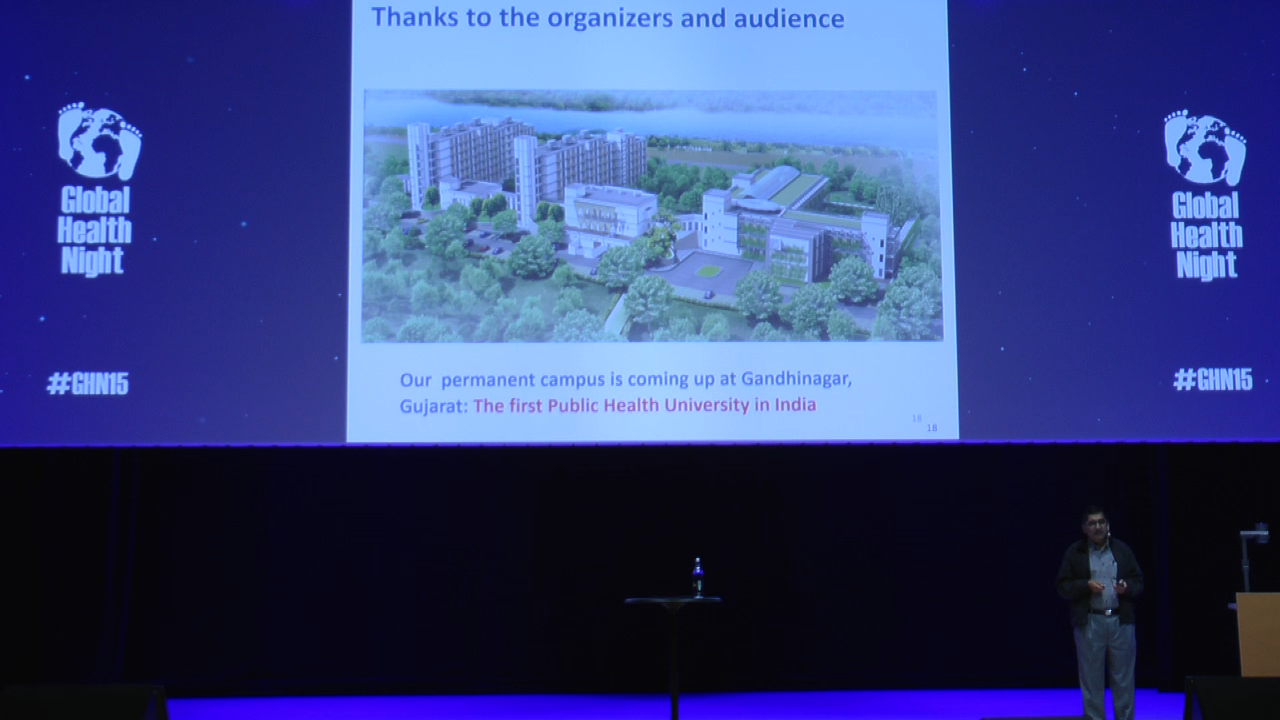 Thanks to the organizers and audience
Global
Health
Night
#GHN15
Our permanent campus is coming up at Gandhinagar,
Gujarat: The first Public Health University in India
18
18
Global
Health
Night
#GHN15